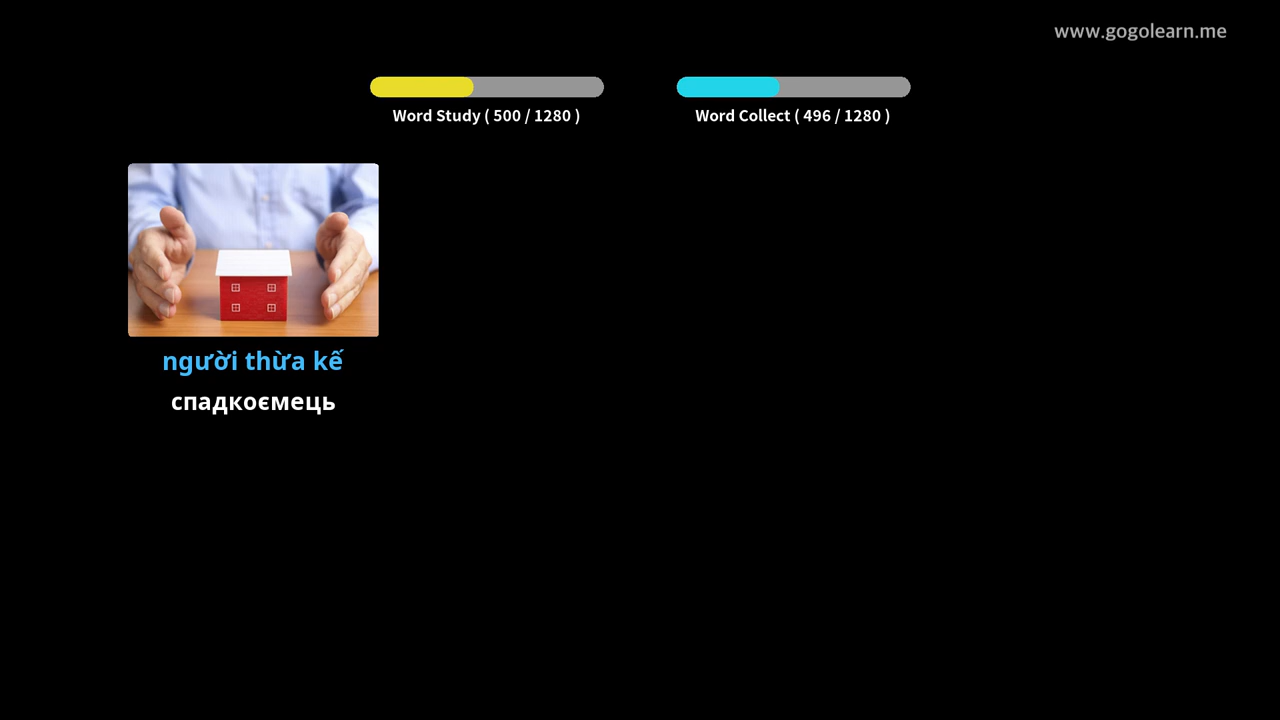 www.gogolearn.me
Word Study ( 500 / 1280 )
Word Collect ( 496 / 1280 )
người thừa kế
спадкоємець